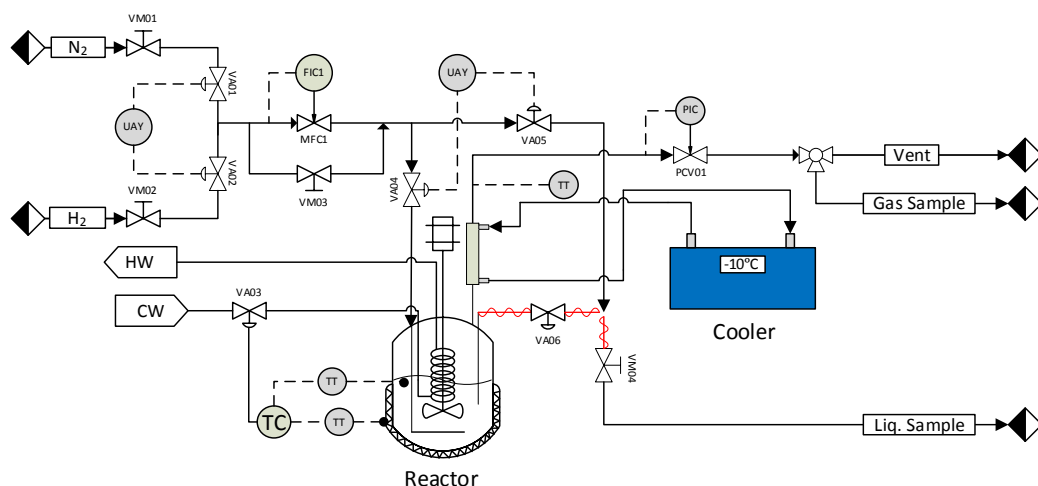 VM01
N₂
VA01
UAY
VM02
H₂
VA02
FIC1
MFC1
VM03
UAY
VA04
VA05
PIC
PCV01
TT
Vent
Gas Sample
HW
CW
VA03
-10°C
Cooler
VA06
VM04
TT
TC
TT
Liq. Sample
Reactor